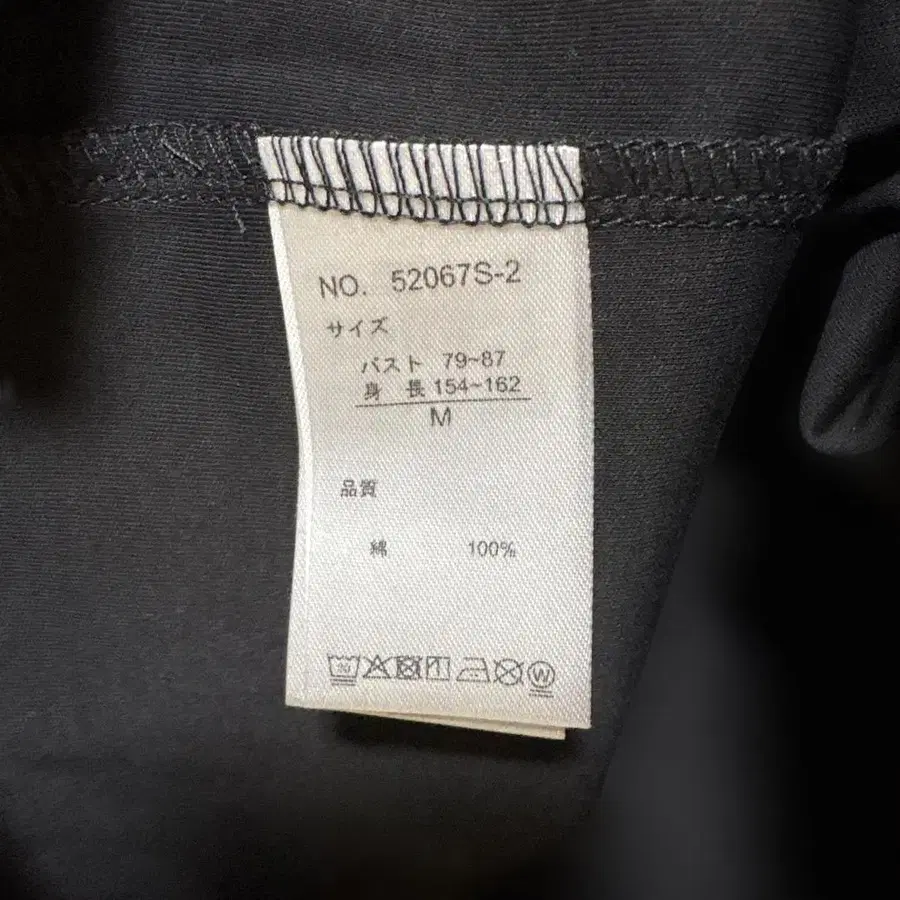 NO. 52067S-2
サイズ
バスト 79~87
身 長 154~162
M
品質
綿 100%
W